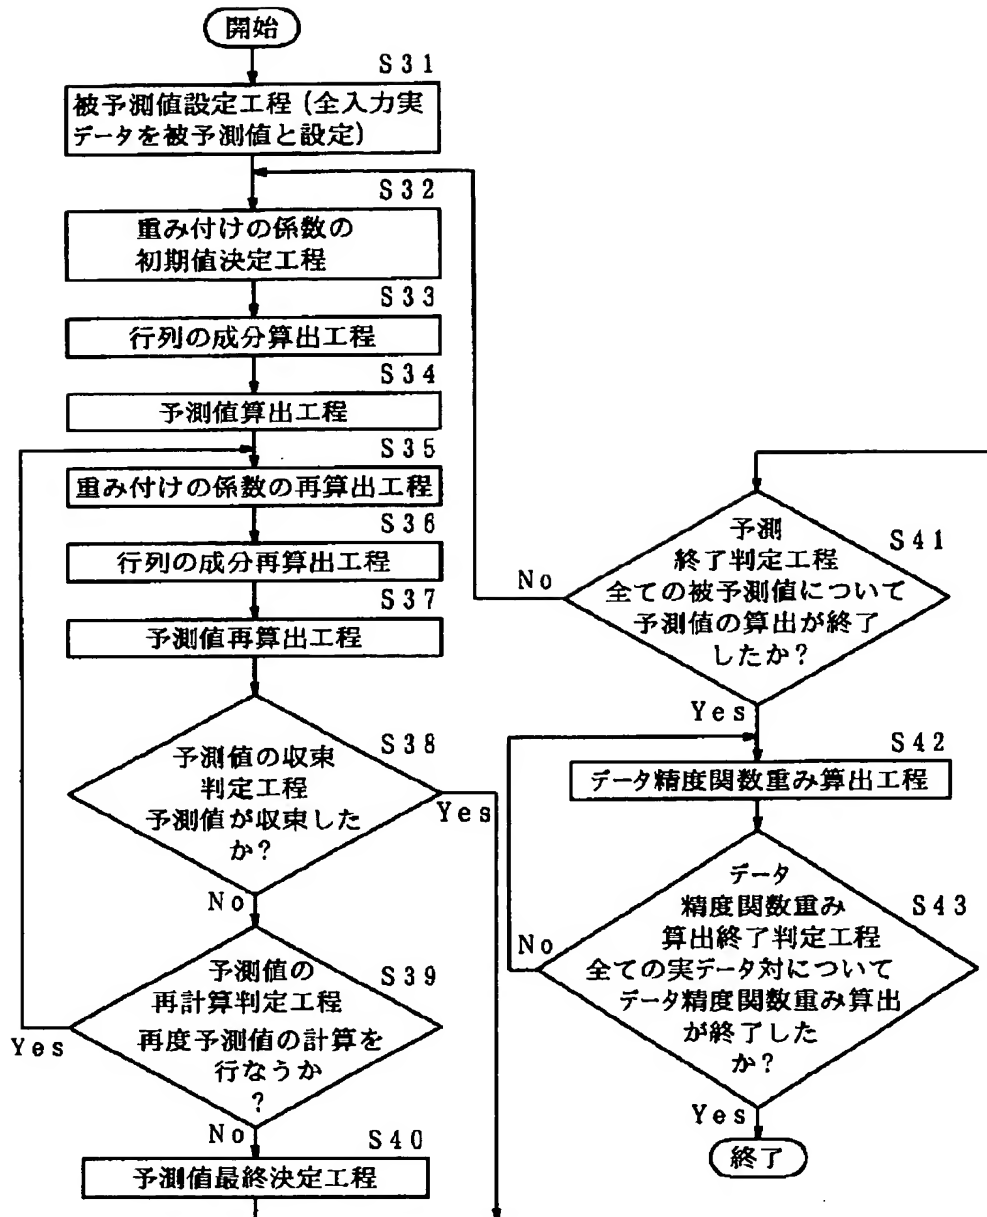 開始
S31
被予測値設定工程(全入力実
データを被予測値と設定)
S32
重み付けの係数の
初期値決定工程
S33
行列の成分算出工程
S34
予測値算出工程
S35
重み付けの係数の再算出工程
S36
行列の成分再算出工程
S37
予測値再算出工程
S38
予測値の収束
判定工程
予測値が収束した
か?
Yes
No
S39
予測値の
再計算判定工程
再度予測値の計算を
行なうか
?
Yes
No
S40
予測値最終決定工程
S41
予測
終了判定工程
全ての被予測値について
予測値の算出が終了
したか?
No
Yes
S42
データ精度関数重み算出工程
S43
データ
精度関数重み
算出終了判定工程
全ての実データ対について
データ精度関数重み算出
が終了した
か?
No
Yes
終了